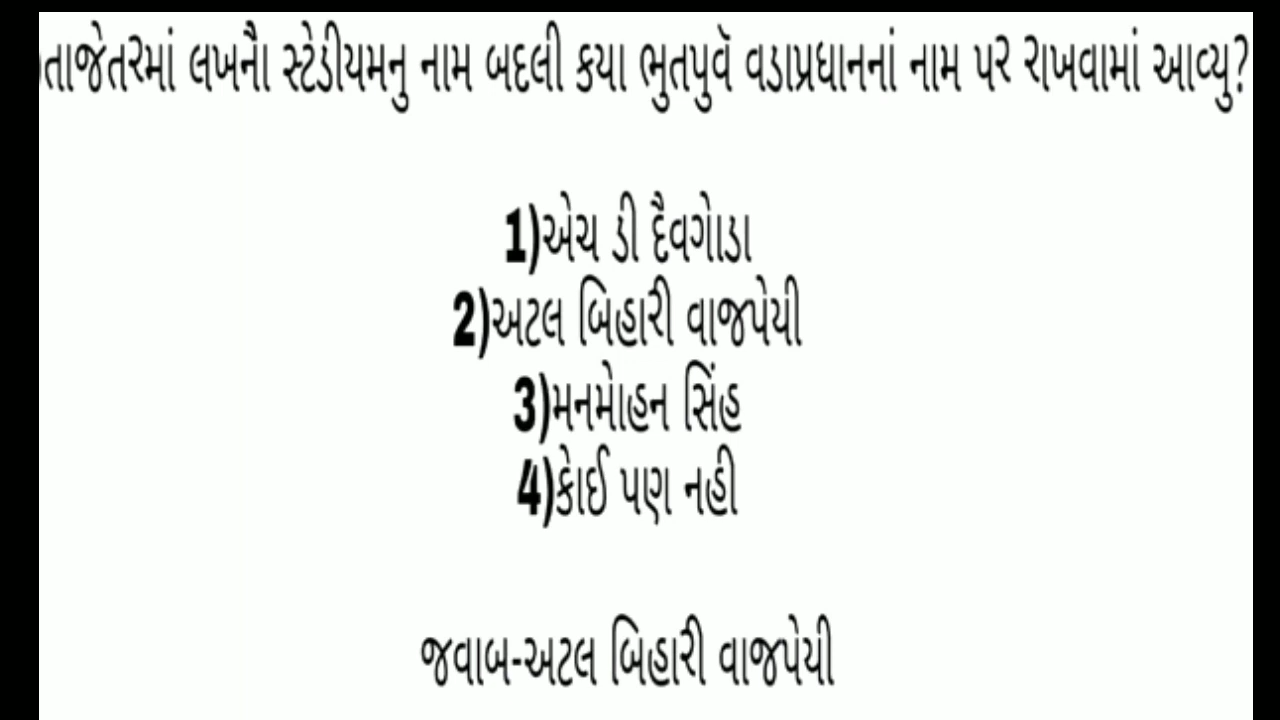 તાજેતરમાં લખનૌ સ્ટેડીયમનુ નામ બદલી કયા ભુતપુર્વ વડાપ્રધાનનાં નામ પર રાખવામાં આવ્યુ?
1)એચ ડી દૈવગોડા
2)અટલ બિહારી વાજપેયી
3)મનમોહન સિંહ
4)કોઈ પણ નહી
જવાબ-અટલ બિહારી વાજપેયી